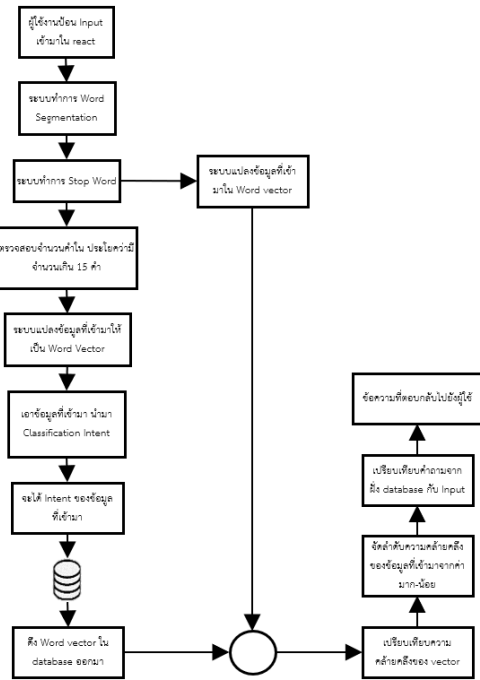 ผู้ใช้งานป้อน Input
เข้ามาใน react
ระบบทำการ Word
Segmentation
ระบบทำการ Stop Word
ระบบแปลงข้อมูลที่เข้า
มาใน Word vector
ตรวจสอบจำนวนคำใน ประโยคว่ามี
จำนวนเกิน 15 คำ
ระบบแปลงข้อมูลที่เข้ามาให้
เป็น Word Vector
เอาข้อมูลที่เข้ามา นำมา
Classification Intent
จะได้ Intent ของข้อมูล
ที่เข้ามา
ดึง Word vector ใน
database ออกมา
เปรียบเทียบความ
คล้ายคลึงของ vector
จัดลำดับความคล้ายคลึง
ของข้อมูลที่เข้ามาจากค่า
มาก-น้อย
เปรียบเทียบคำถามจาก
ฝั่ง database กับ Input
ข้อความที่ตอบกลับไปยังผู้ใช้